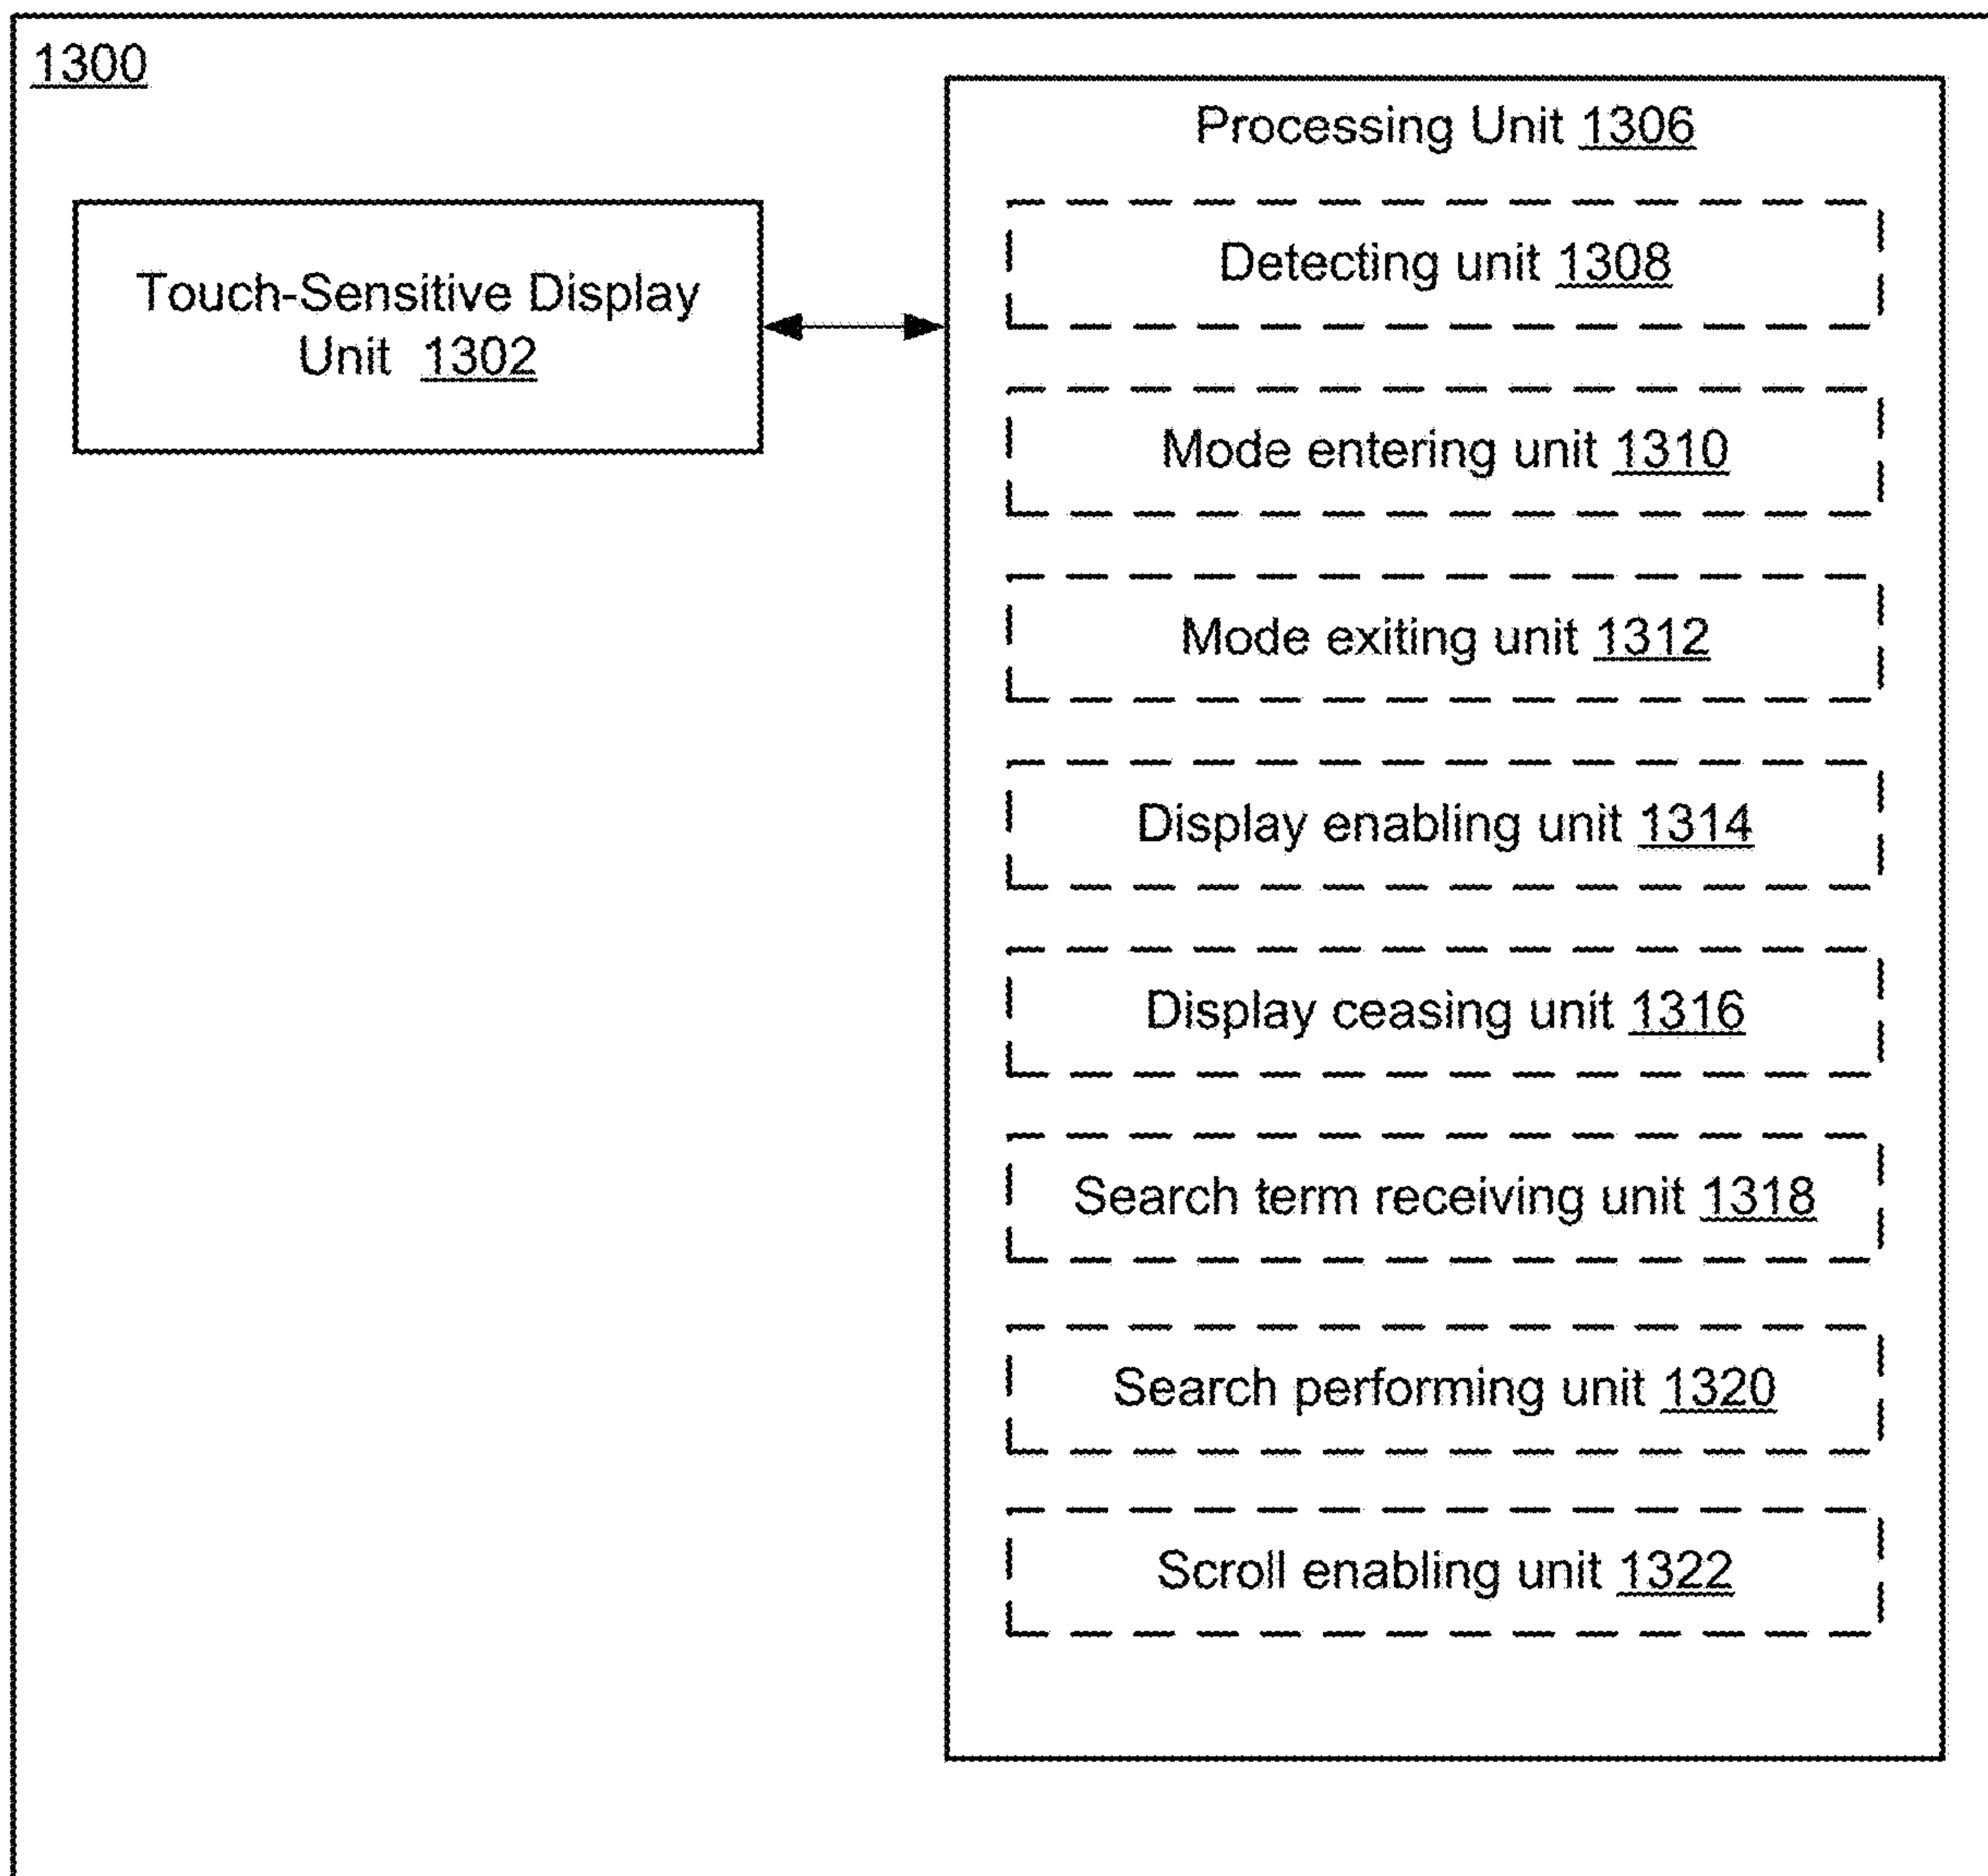 1300
Processing Unit 1306
Touch-Sensitive Display
Unit 1302
Detecting unit 1308
Mode entering unit 1310
Mode exiting unit 1312
Display enabling unit 1314
Display ceasing unit 1316
Search term receiving unit 1318
Search performing unit 1320
Scroll enabling unit 1322